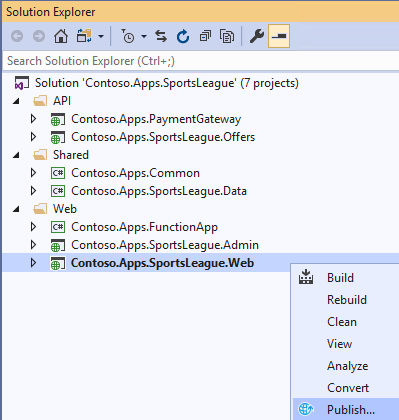 Solution Explorer
Search Solution Explorer (Ctrl+;)
Solution 'Contoso.Apps.SportsLeague' (7 projects)
API
C# Contoso.Apps.PaymentGateway
Contoso.Apps.SportsLeague.Offers
Shared
C# Contoso.Apps.Common
C# Contoso.Apps.SportsLeague.Data
Web
C# Contoso.Apps.FunctionApp
Contoso.Apps.SportsLeague.Admin
Contoso.Apps.SportsLeague.Web
Build
Rebuild
Clean
View
Analyze
Convert
Publish...